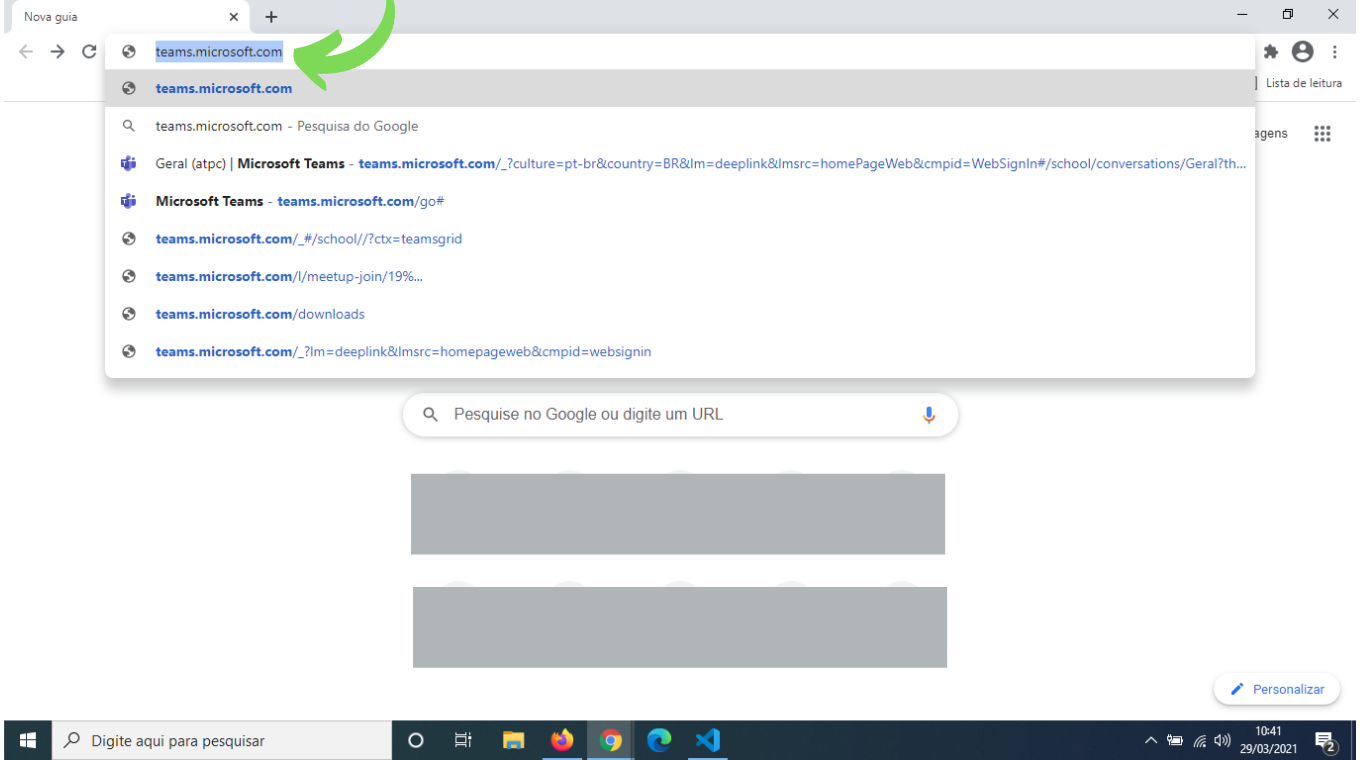 Nova guia
teams.microsoft.com
Lista de leitura
teams.microsoft.com
teams.microsoft.com - Pesquisa do Google
agens
Geral (atpc) | Microsoft Teams - teams.microsoft.com/_?culture=pt-br&country=BR&lm=deeplink&lmsrc=homePageWeb&cmpid=WebSignIn#/school/conversations/Geral?th...
Microsoft Teams - teams.microsoft.com/go#
teams.microsoft.com/_#/school//?ctx=teamsgrid
teams.microsoft.com/l/meetup-join/19%...
teams.microsoft.com/downloads
teams.microsoft.com/_?lm=deeplink&lmsrc=homepageweb&cmpid=websignin
Pesquise no Google ou digite um URL
Personalizar
Digite aqui para pesquisar
10:41
29/03/2021
2